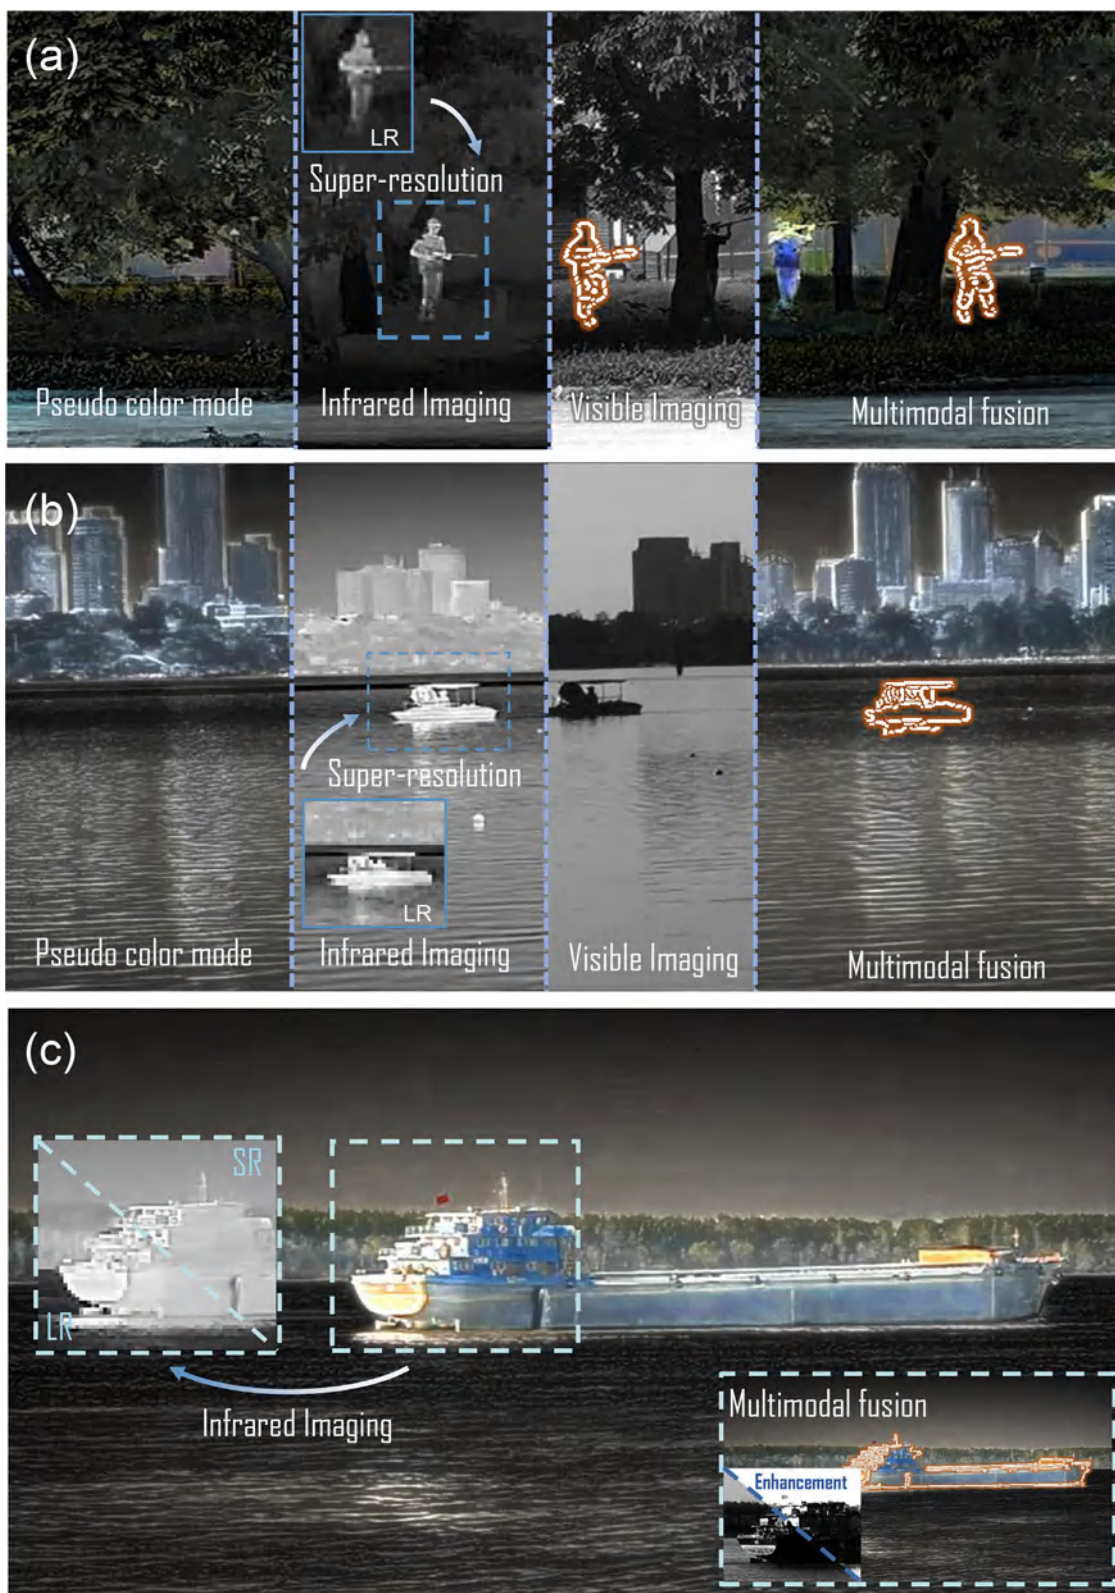 (a)
LR
Super-resolution
Pseudo color mode
Infrared Imaging
Visible Imaging
Multimodal fusion
(b)
Super-resolution
LR
Pseudo color mode
Infrared Imaging
Visible Imaging
Multimodal fusion
(c)
SR
LR
Infrared Imaging
Multimodal fusion
Enhancement